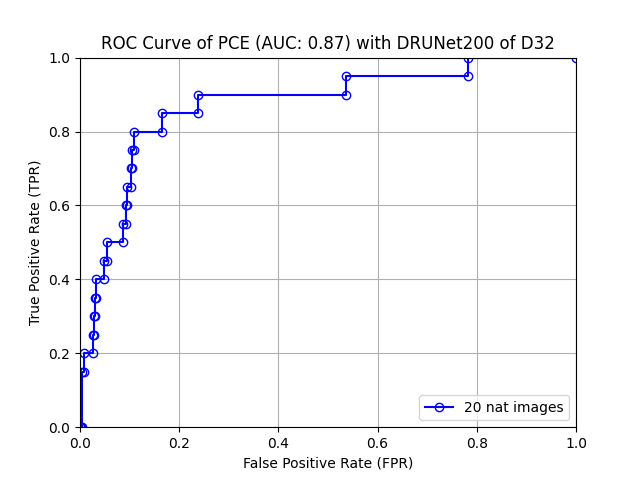 ROC Curve of PCE (AUC: 0.87) with DRUNet200 of D32
True Positive Rate (TPR)
1.0
0.8
0.6
0.4
0.2
0.0
20 nat images
0.0 0.2 0.4 0.6 0.8 1.0
False Positive Rate (FPR)